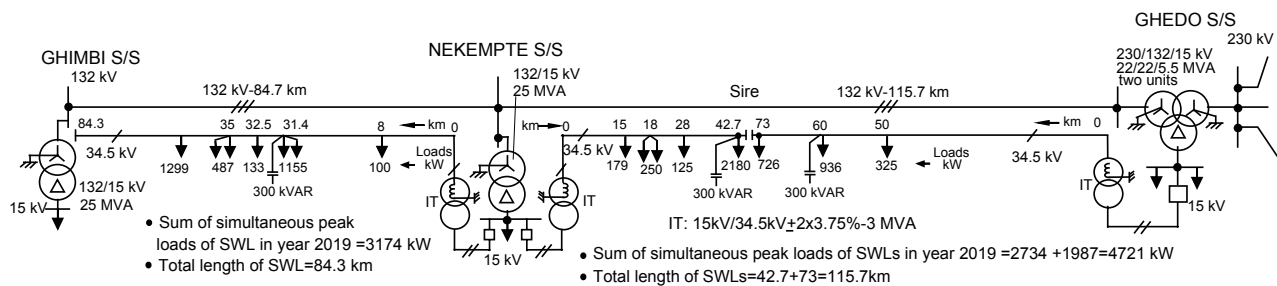 GHEDO S/S
230 kV
GHIMBI S/S
NEKEMPTE S/S
132 kV
132/15 kV
25 MVA
230/132/15 kV
22/22/5.5 MVA
two units
132 kV-84.7 km
Sire
132 kV-115.7km
84.3
35
32.5
31.4
8
km
0
km
0
15
18
28
42.7
73
60
50
km
0
34.5 kV
Loads
kW
34.5 kV
Loads
kW
34.5 kV
1299
487
133
1155
100
179
250
125
2180
726
936
325
300 kVAR
300 kVAR
300 kVAR
132/15 kV
25 MVA
15 kV
IT
IT
IT
15 kV
15 kV
IT: 15kV/34.5kV±2x3.75%-3 MVA
• Sum of simultaneous peak
loads of SWL in year 2019 =3174 kW
• Total length of SWL=84.3 km
• Sum of simultaneous peak loads of SWLs in year 2019 =2734 +1987=4721 kW
• Total length of SWLs=42.7+73=115.7km